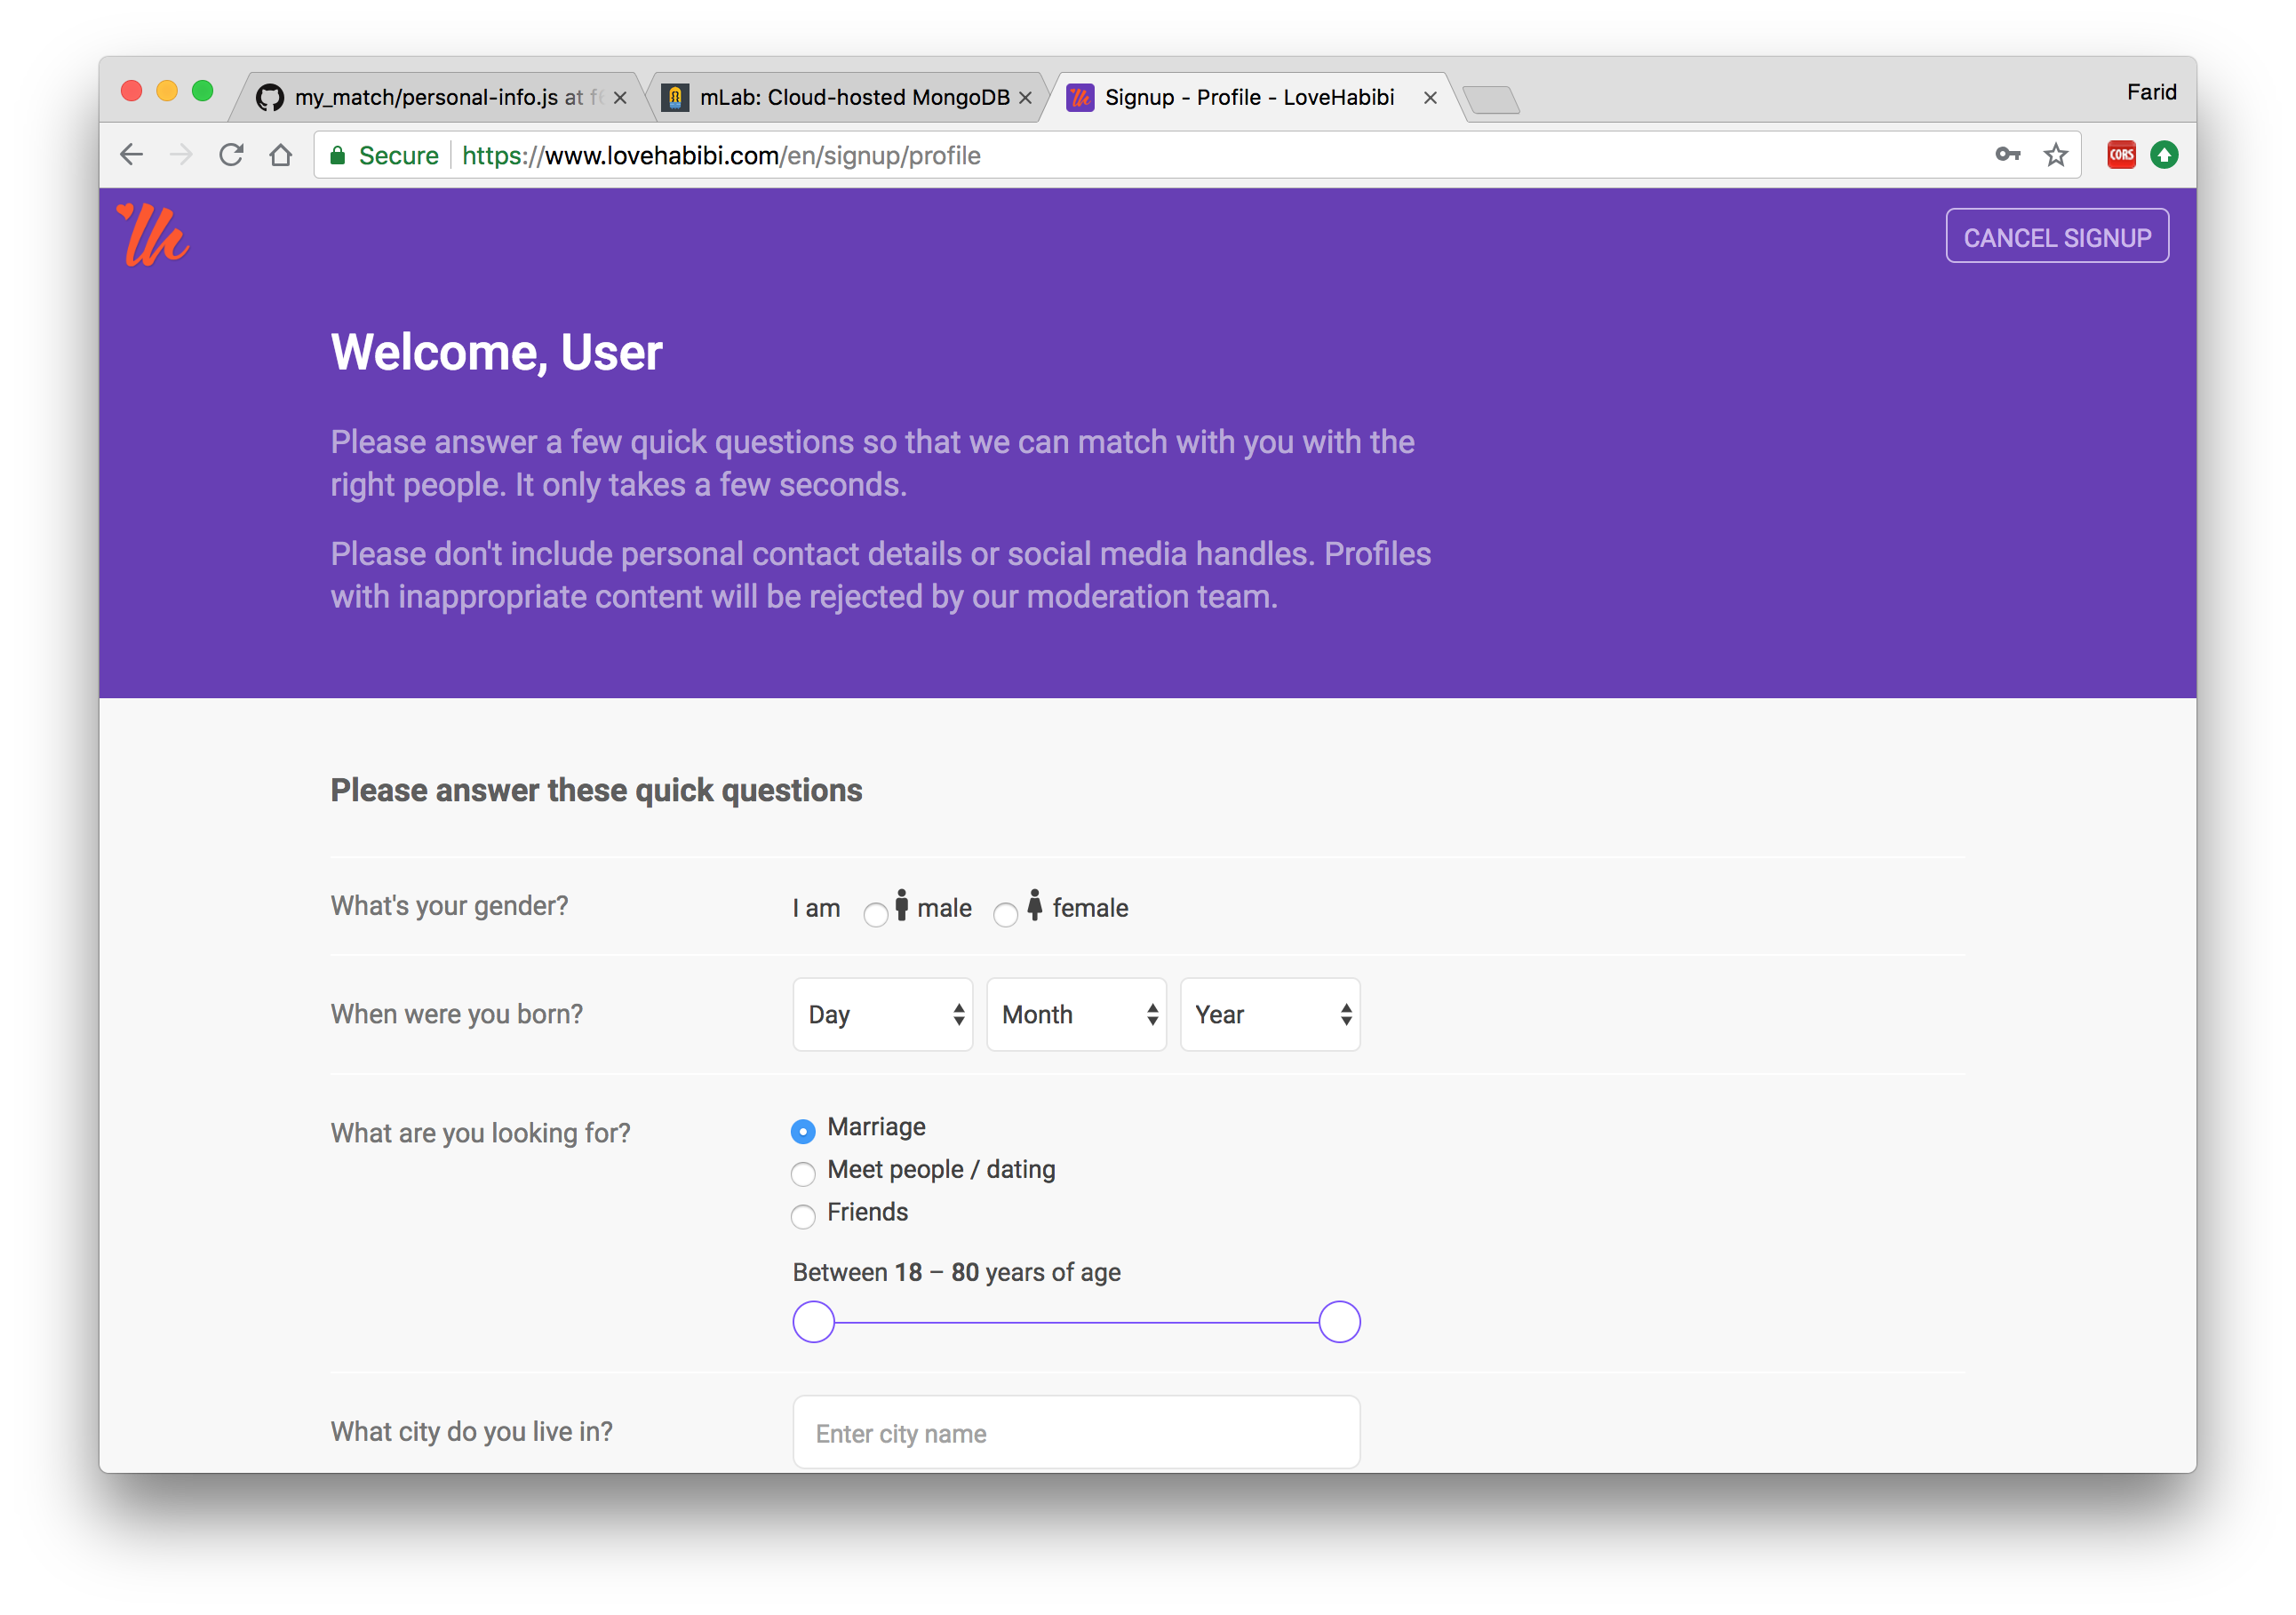 my_match/personal-info.js at
mLab: Cloud-hosted MongoDB
Signup - Profile - LoveHabibi
Farid
Secure
https://www.lovehabibi.com/en/signup/profile
CORS
lh
CANCEL SIGNUP
Welcome, User
Please answer a few quick questions so that we can match with you with the
right people. It only takes a few seconds.
Please don't include personal contact details or social media handles. Profiles
with inappropriate content will be rejected by our moderation team.
Please answer these quick questions
What's your gender?
I am male female
When were you born?
Day Month Year
What are you looking for?
Marriage
Meet people / dating
Friends
Between 18 – 80 years of age
What city do you live in?
Enter city name